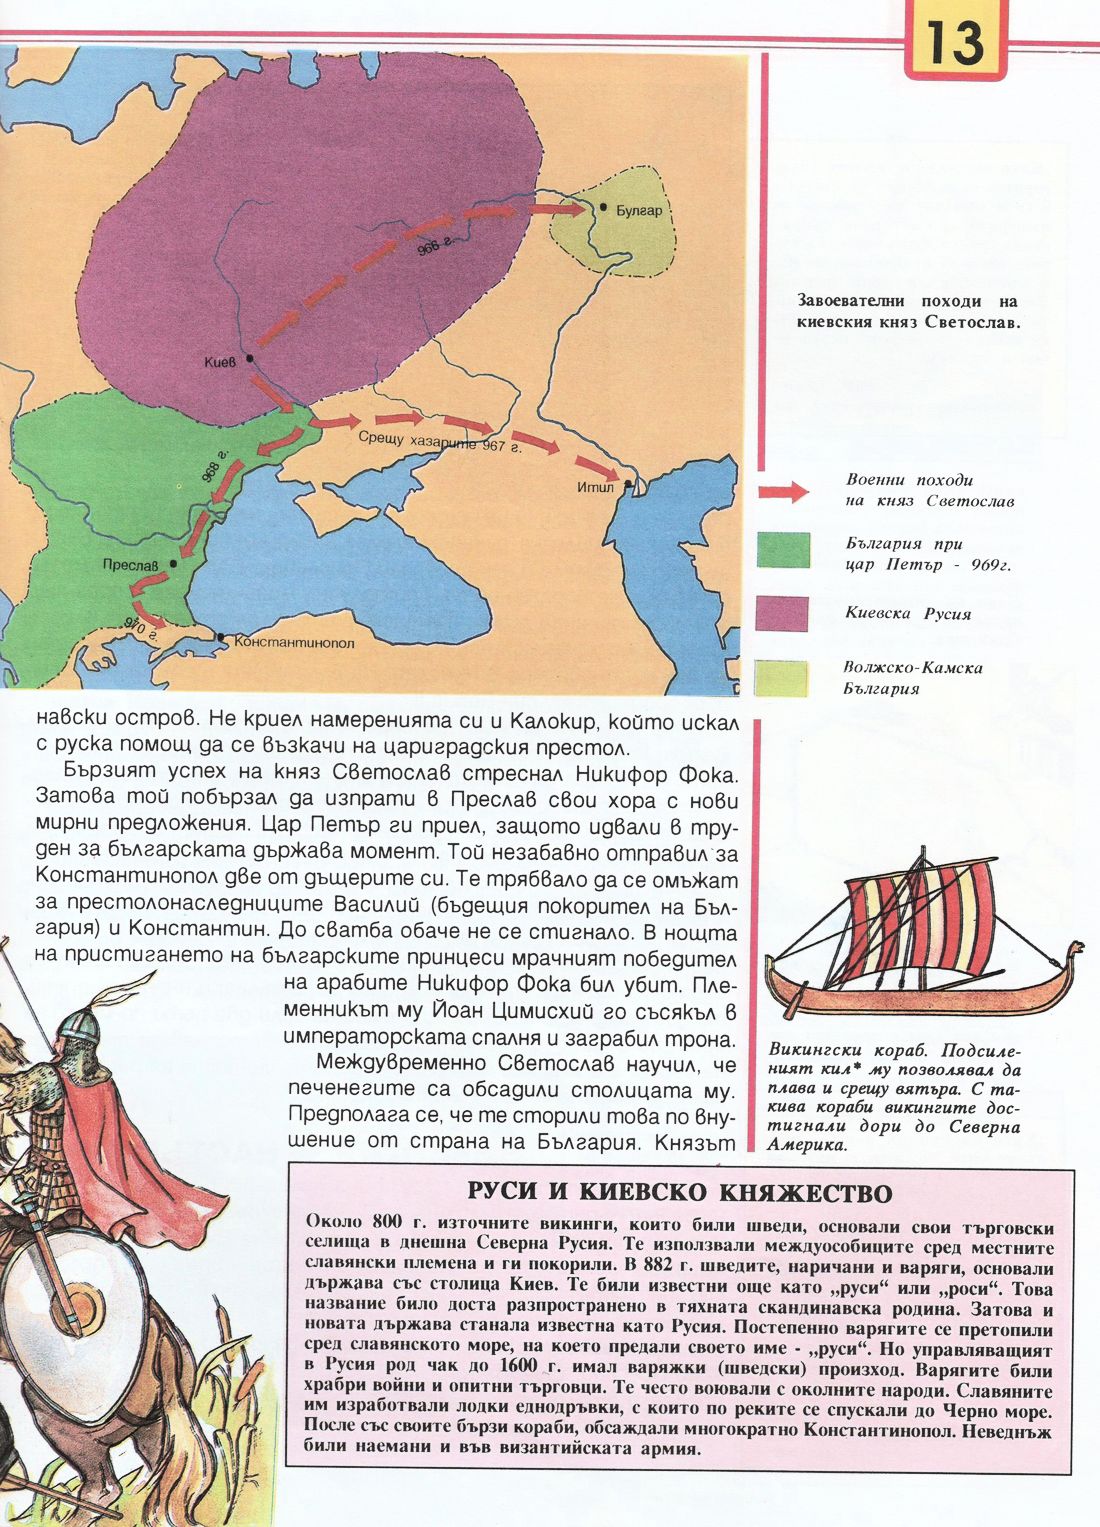 13
Булгар
966 г.
Киев
Срещу хазарите 967 г.
968 г.
Итил
Преслав
970 г.
Константинопол
Завоевателни походи на
киевския княз Светослав.
Военни походи
на княз Светослав
България при
цар Петър - 969г.
Киевска Русия
Волжско-Камска
България
навски остров. Не криел намеренията си и Калокир, който искал
с руска помощ да се възкачи на цариградския престол.
Бързият успех на княз Светослав стреснал Никифор Фока.
Затова той побързал да изпрати в Преслав свои хора с нови
мирни предложения. Цар Петър ги приел, защото идвали в тру-
ден за българската държава момент. Той незабавно отправил за
Константинопол две от дъщерите си. Те трябвало да се омъжат
за престолонаследниците Василий (бъдещия покорител на Бъл-
гария) и Константин. До сватба обаче не се стигнало. В нощта
на пристигането на българските принцеси мрачният победител
на арабите Никифор Фока бил убит. Пле-
менникът му Йоан Цимисхий го съсякъл в
императорската спалня и заграбил трона.
Междувременно Светослав научил, че
печенегите са обсадили столицата му.
Предполага се, че те сторили това по вну-
шение от страна на България. Князът
Викингски кораб. Подсиле-
ният кил* му позволявал да
плава и срещу вятъра. С та-
кива кораби викингите дос-
тигнали дори до Северна
Америка.
РУСИ И КИЕВСКО КНЯЖЕСТВО
Около 800 г. източните викинги, които били шведи, основали свои търговски
селища в днешна Северна Русия. Те използвали междуособиците сред местните
славянски племена и ги покорили. В 882 г. шведите, наричани и варяги, основали
държава със столица Киев. Те били известни още като „руси“ или „роси“. Това
название било доста разпространено в тяхната скандинавска родина. Затова и
новата държава станала известна като Русия. Постепенно варягите се претопили
сред славянското море, на което предали своето име - „руси“. Но управляващият
в Русия род чак до 1600 г. имал варяжки (шведски) произход. Варягите били
храбри войни и опитни търговци. Те често воювали с околните народи. Славяните
им изработвали лодки еднодръвки, с които по реките се спускали до Черно море.
После със своите бързи кораби, обсаждали многократно Константинопол. Неведнъж
били наемани и във византийската армия.